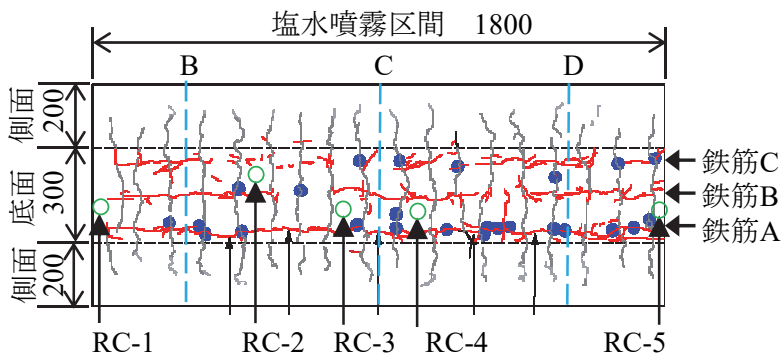 塩水噴霧区間 1800
B
C
D
側面
200
底面
300
側面
200
鉄筋C
鉄筋B
鉄筋A
RC-1
RC-2
RC-3
RC-4
RC-5